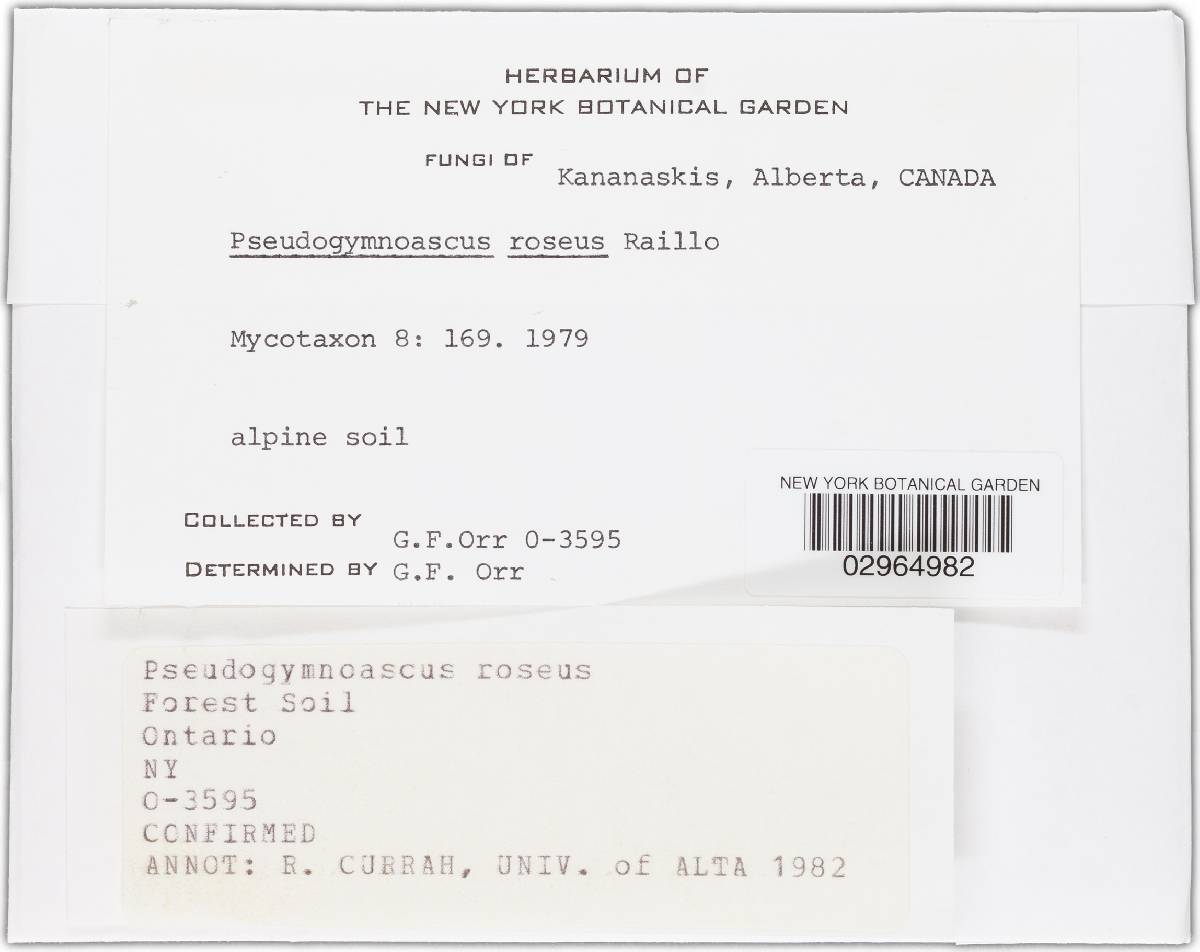 HERBARIUM OF
THE NEW YORK BOTANICAL GARDEN
FUNGI OF Kananaskis, Alberta, CANADA
Pseudogymnoascus roseus Raillo
Mycotaxon 8: 169. 1979
alpine soil
COLLECTED BY G.F.Orr O-3595
DETERMINED BY G.F. Orr
NEW YORK BOTANICAL GARDEN
02964982
Pseudogymnoascus roseus
Forest Soil
Ontario
NY
O-3595
CONFIRMED
ANNOT: R. CURRAH, UNIV. of ALTA 1982